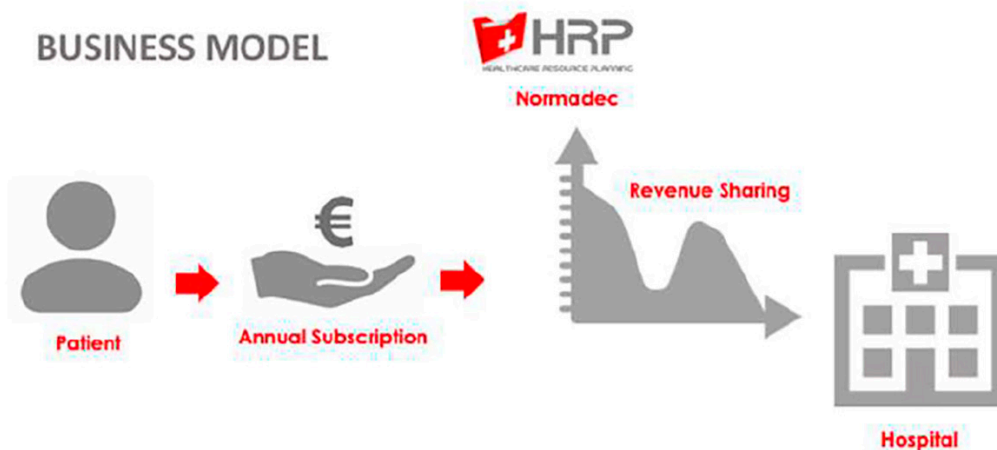 BUSINESS MODEL
HRP
HEALTHCARE RESOURCE PLANNING
Normadec
Revenue Sharing
€
Patient
Annual Subscription
Hospital